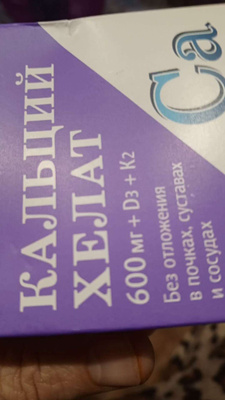 Ca
КАЛЬЦИЙ
ХЕЛАТ
600 мг + D3 + K2
Без отложения
в почках, суставах
и сосудах